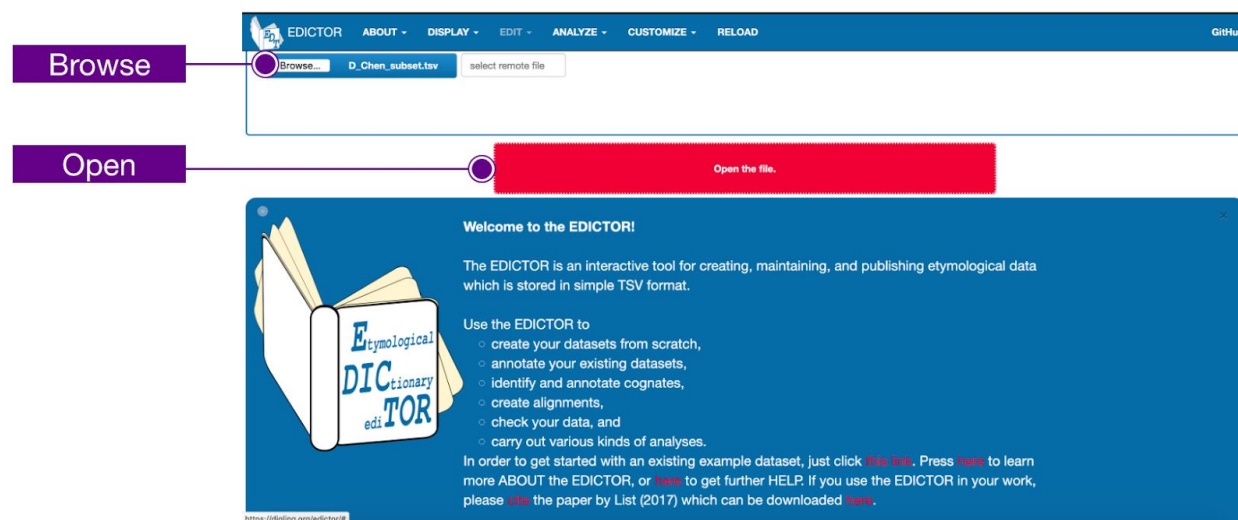 EDICTOR ABOUT DISPLAY EDIT ANALYZE CUSTOMIZE RELOAD GitHu
Browse
Browse... D_Chen_subset.tsv select remote file
Open
Open the file.
Welcome to the EDICTOR!
The EDICTOR is an interactive tool for creating, maintaining, and publishing etymological data
which is stored in simple TSV format.
Use the EDICTOR to
create your datasets from scratch,
annotate your existing datasets,
identify and annotate cognates,
create alignments,
check your data, and
carry out various kinds of analyses.
In order to get started with an existing example dataset, just click this link. Press here to learn
more ABOUT the EDICTOR, or here to get further HELP. If you use the EDICTOR in your work,
please cite the paper by List (2017) which can be downloaded here.
Etymological
DICtionary
ediTOR
https://digling.org/edictor/#